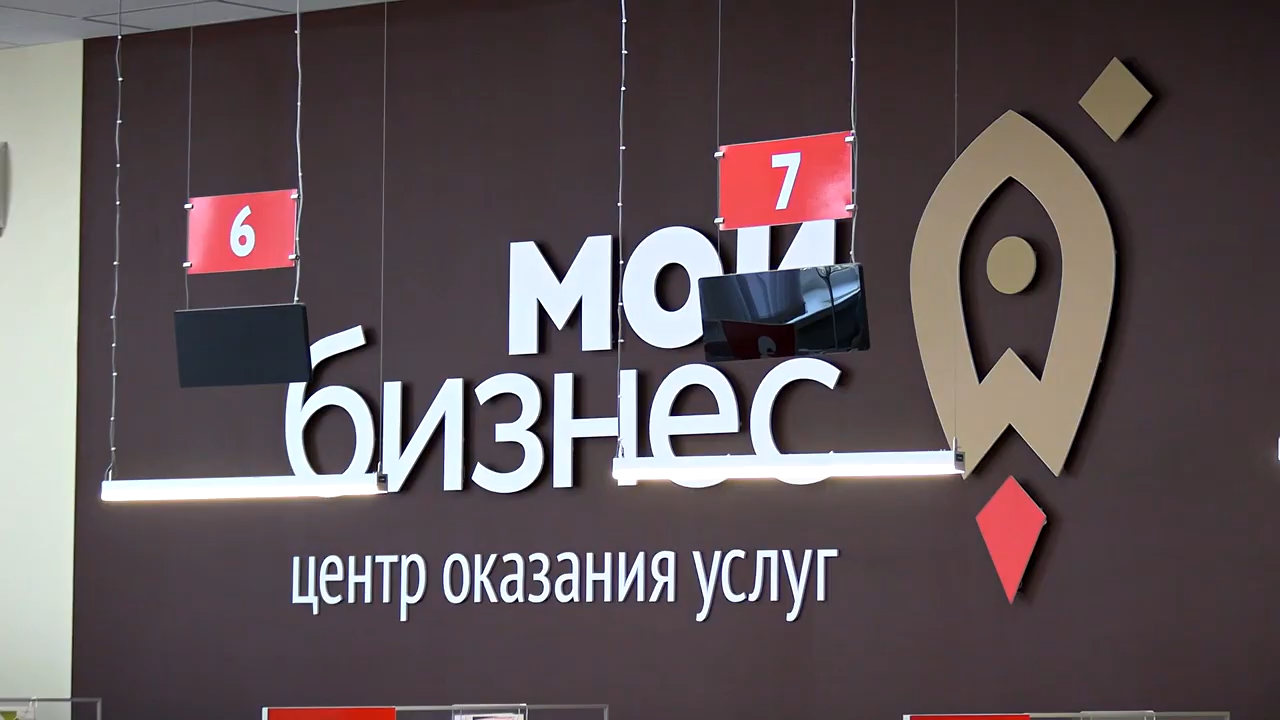 6
7
мой
бизнес
центр оказания услуг